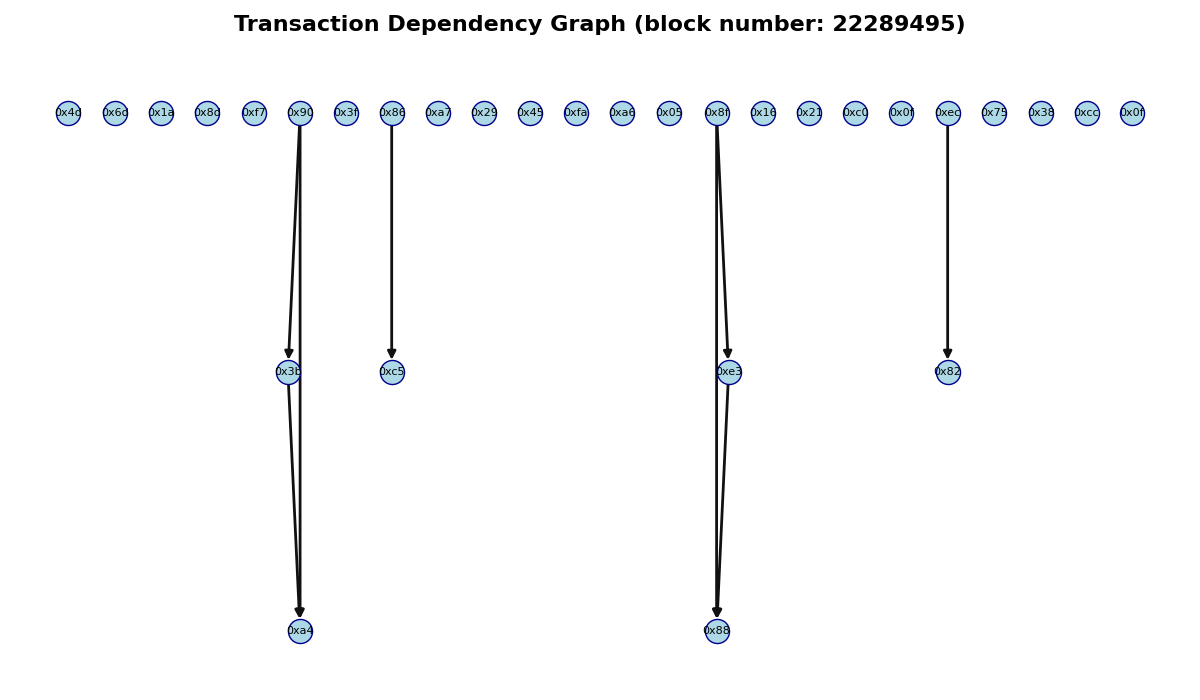 Transaction Dependency Graph (block number: 22289495)
0x4d 0x6d 0x1a 0x8d 0xf7 0x90 0x3f 0x86 0xa7 0x29 0x45 0xfa 0xa6 0x05 0x8f 0x16 0x21 0xc0 0x0f 0xec 0x75 0x38 0xcc 0x0f
0x3b 0xc5 0xe3 0x82
0xa4 0x88